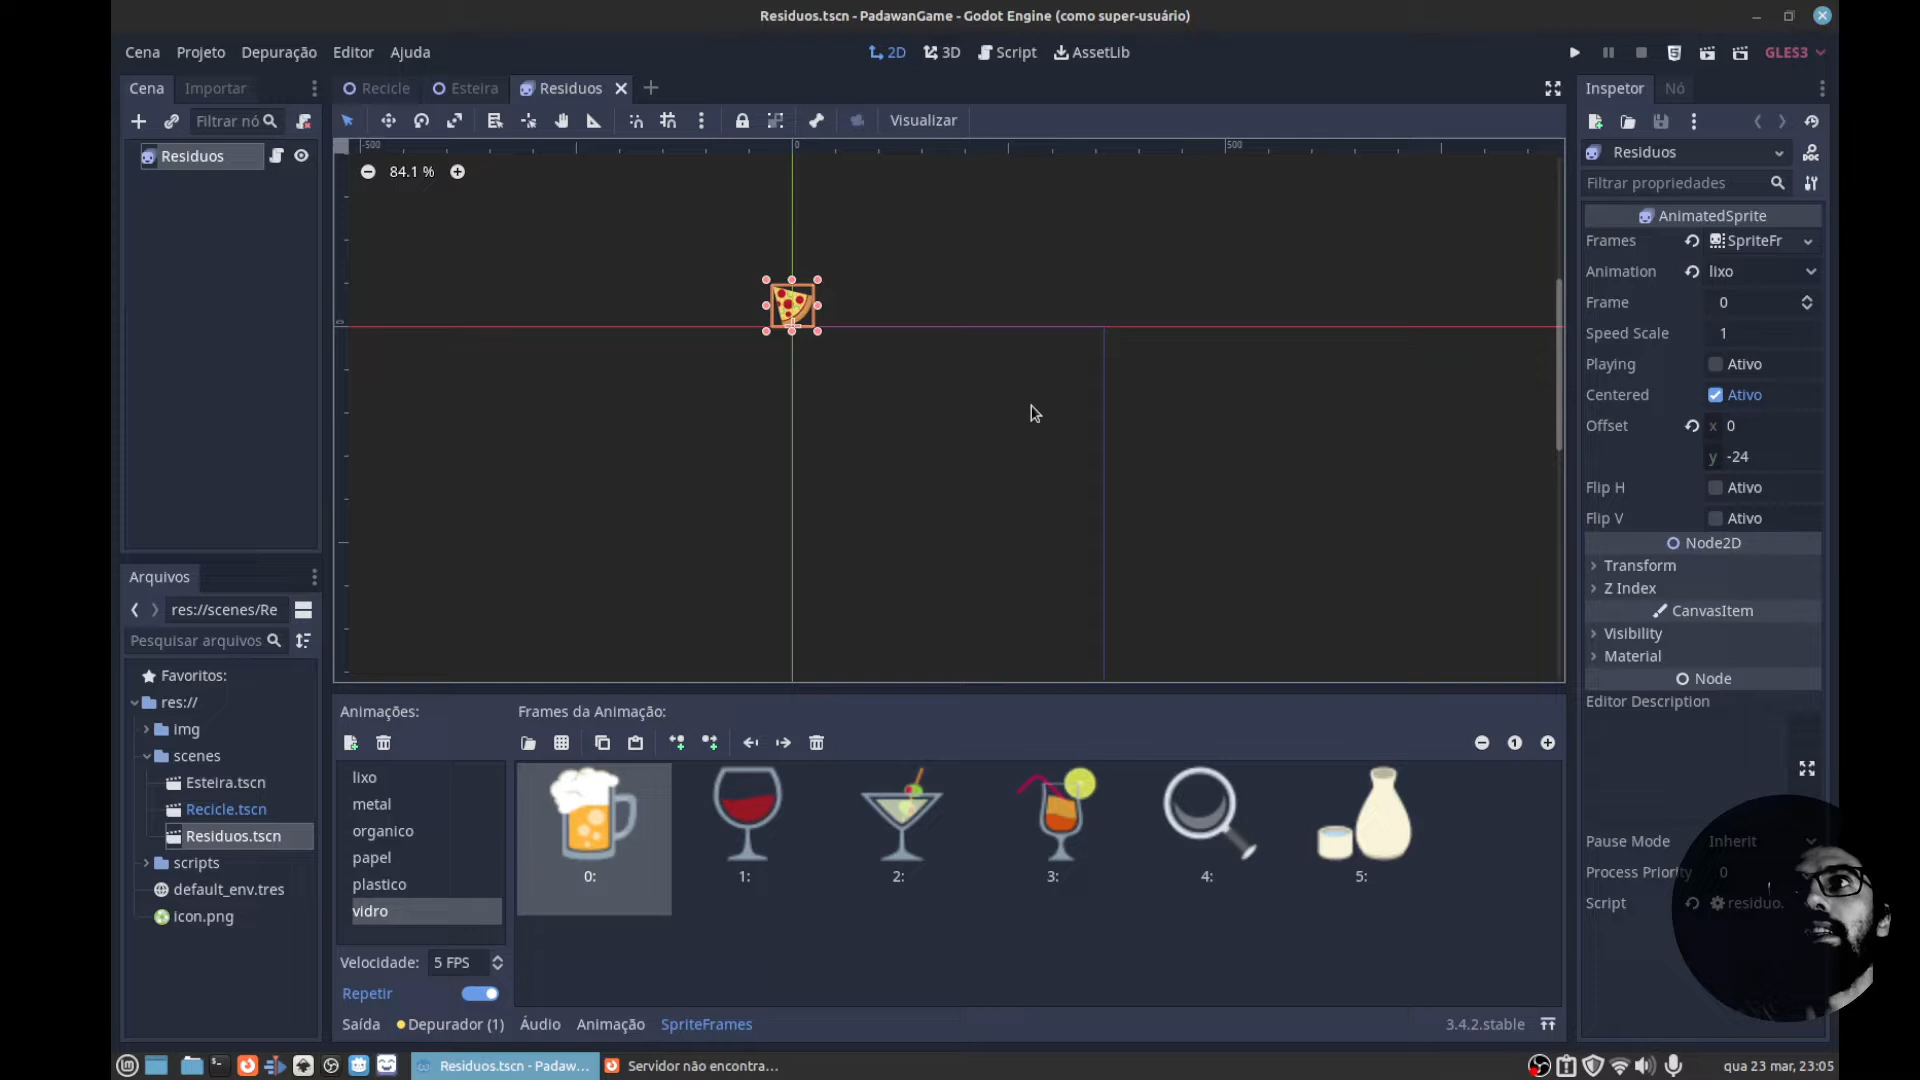 Residuos.tscn - PadawanGame - Godot Engine (como super-usuário)
Cena Projeto Depuração Editor Ajuda
2D 3D Script AssetLib
GLES3
Cena Importar
Filtrar nó
Residuos
Recicle Esteira Residuos
Visualizar
-500 0 500
0
84.1 %
Arquivos
res://scenes/Re
Pesquisar arquivos
Favoritos:
res://
img
scenes
Esteira.tscn
Recicle.tscn
Residuos.tscn
scripts
default_env.tres
icon.png
Animações:
lixo
metal
organico
papel
plastico
vidro
Velocidade: 5 FPS
Repetir
Frames da Animação:
0: 1: 2: 3: 4: 5:
Saída Depurador (1) Áudio Animação SpriteFrames
3.4.2.stable
Inspetor Nó
Residuos
DOC
Filtrar propriedades
AnimatedSprite
Frames SpriteFr
Animation lixo
Frame 0
Speed Scale 1
Playing Ativo
Centered Ativo
Offset x 0
y -24
Flip H Ativo
Flip V Ativo
Node2D
Transform
Z Index
CanvasItem
Visibility
Material
Node
Editor Description
Pause Mode Inherit
Process Priority 0
Script residuo.
Residuos.tscn - Padaw...
Servidor não encontra...
qua 23 mar, 23:05